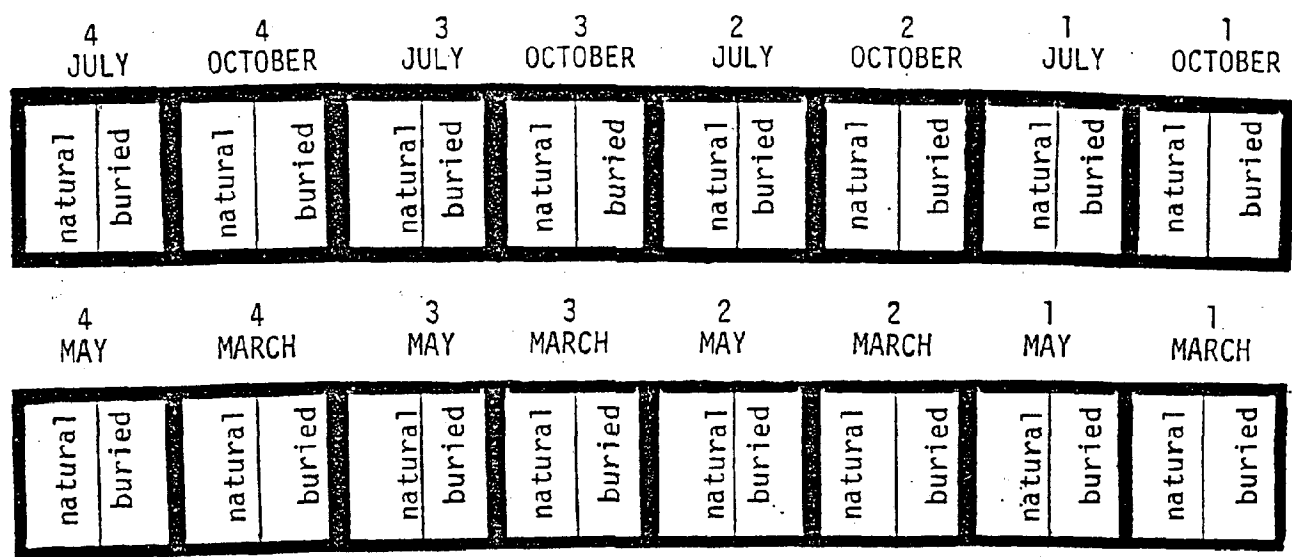 4 4 3 3 2 2 1 1
JULY OCTOBER JULY OCTOBER JULY OCTOBER JULY OCTOBER
natural buried natural buried natural buried natural buried natural buried natural buried natural buried natural buried
4 4 3 3 2 2 1 1
MAY MARCH MAY MARCH MAY MARCH MAY MARCH
natural buried natural buried natural buried natural buried natural buried natural buried natural buried natural buried